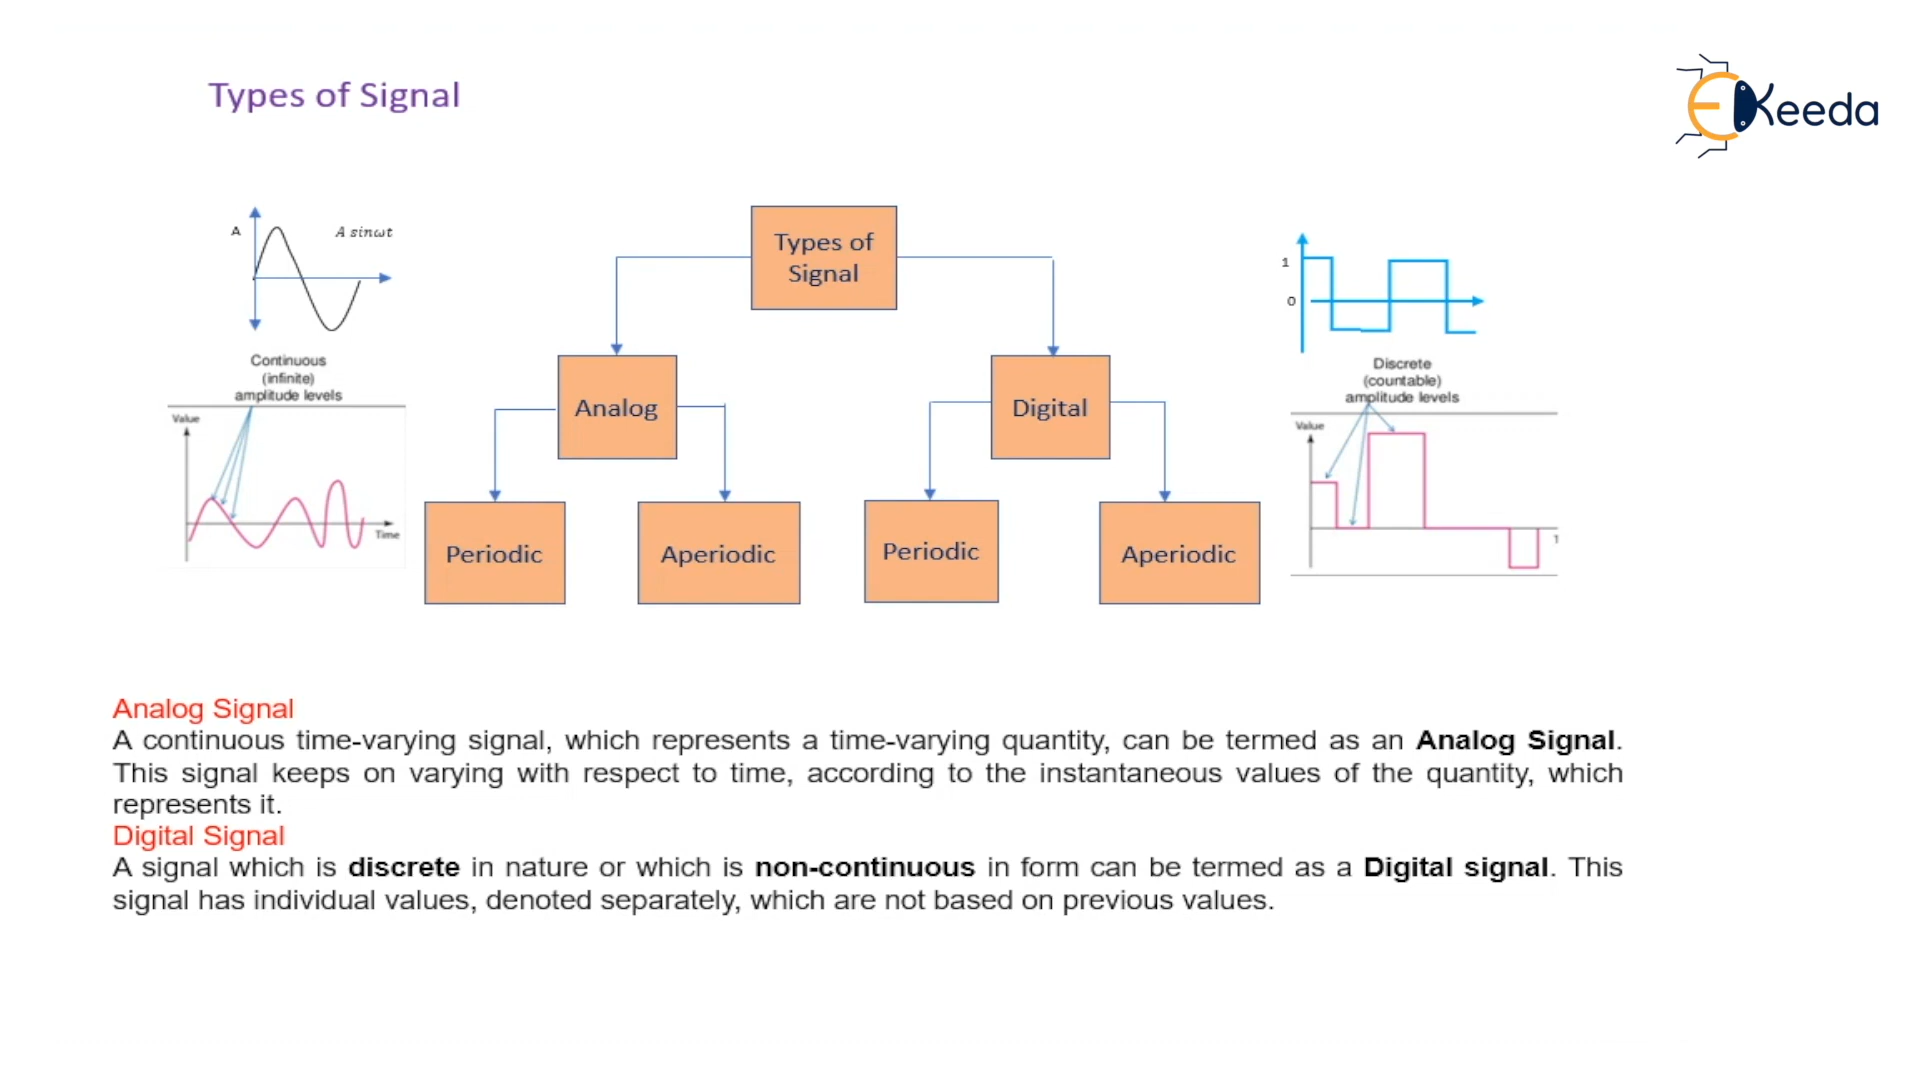 Types of Signal
EKeeda
A
A sinωt
Continuous
(infinite)
amplitude levels
Value
Time
Types of
Signal
Analog
Digital
Periodic
Aperiodic
Periodic
Aperiodic
1
0
Discrete
(countable)
amplitude levels
Value
Analog Signal
A continuous time-varying signal, which represents a time-varying quantity, can be termed as an Analog Signal.
This signal keeps on varying with respect to time, according to the instantaneous values of the quantity, which
represents it.
Digital Signal
A signal which is discrete in nature or which is non-continuous in form can be termed as a Digital signal. This
signal has individual values, denoted separately, which are not based on previous values.